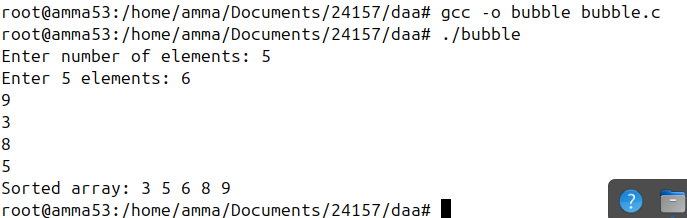 root@amma53:/home/amma/Documents/24157/daa# gcc -o bubble bubble.c
root@amma53:/home/amma/Documents/24157/daa# ./bubble
Enter number of elements: 5
Enter 5 elements: 6
9
3
8
5
Sorted array: 3 5 6 8 9
root@amma53:/home/amma/Documents/24157/daa#
?